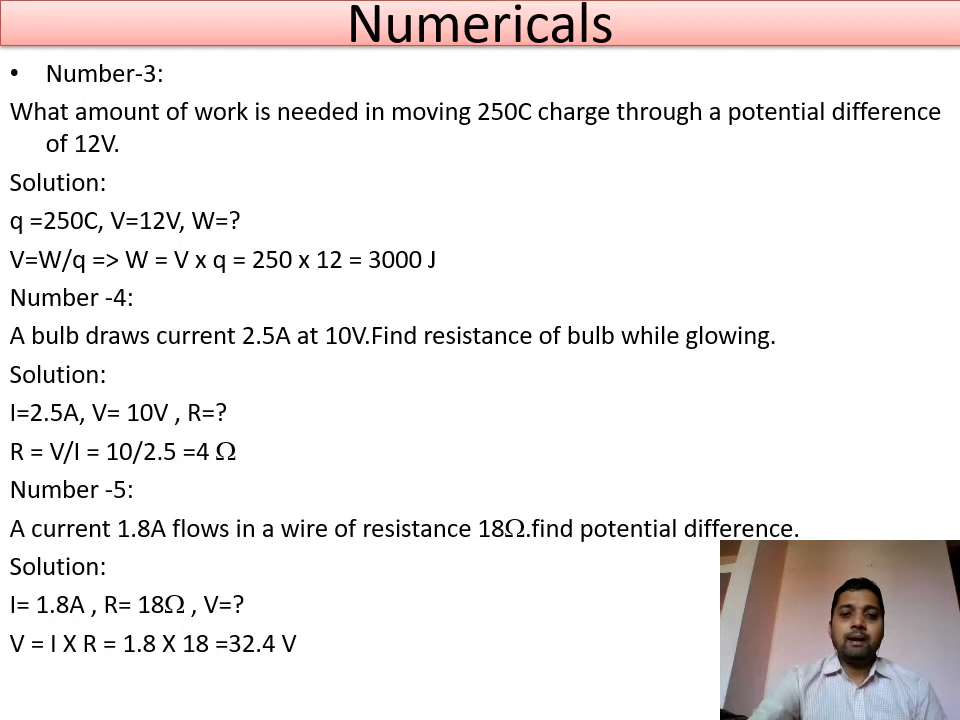 Numericals
• Number-3:
What amount of work is needed in moving 250C charge through a potential difference
of 12V.
Solution:
q =250C, V=12V, W=?
V=W/q => W = V x q = 250 x 12 = 3000 J
Number -4:
A bulb draws current 2.5A at 10V.Find resistance of bulb while glowing.
Solution:
I=2.5A, V= 10V , R=?
R = V/I = 10/2.5 =4 Ω
Number -5:
A current 1.8A flows in a wire of resistance 18Ω.find potential difference.
Solution:
I= 1.8A , R= 18Ω , V=?
V = I X R = 1.8 X 18 =32.4 V